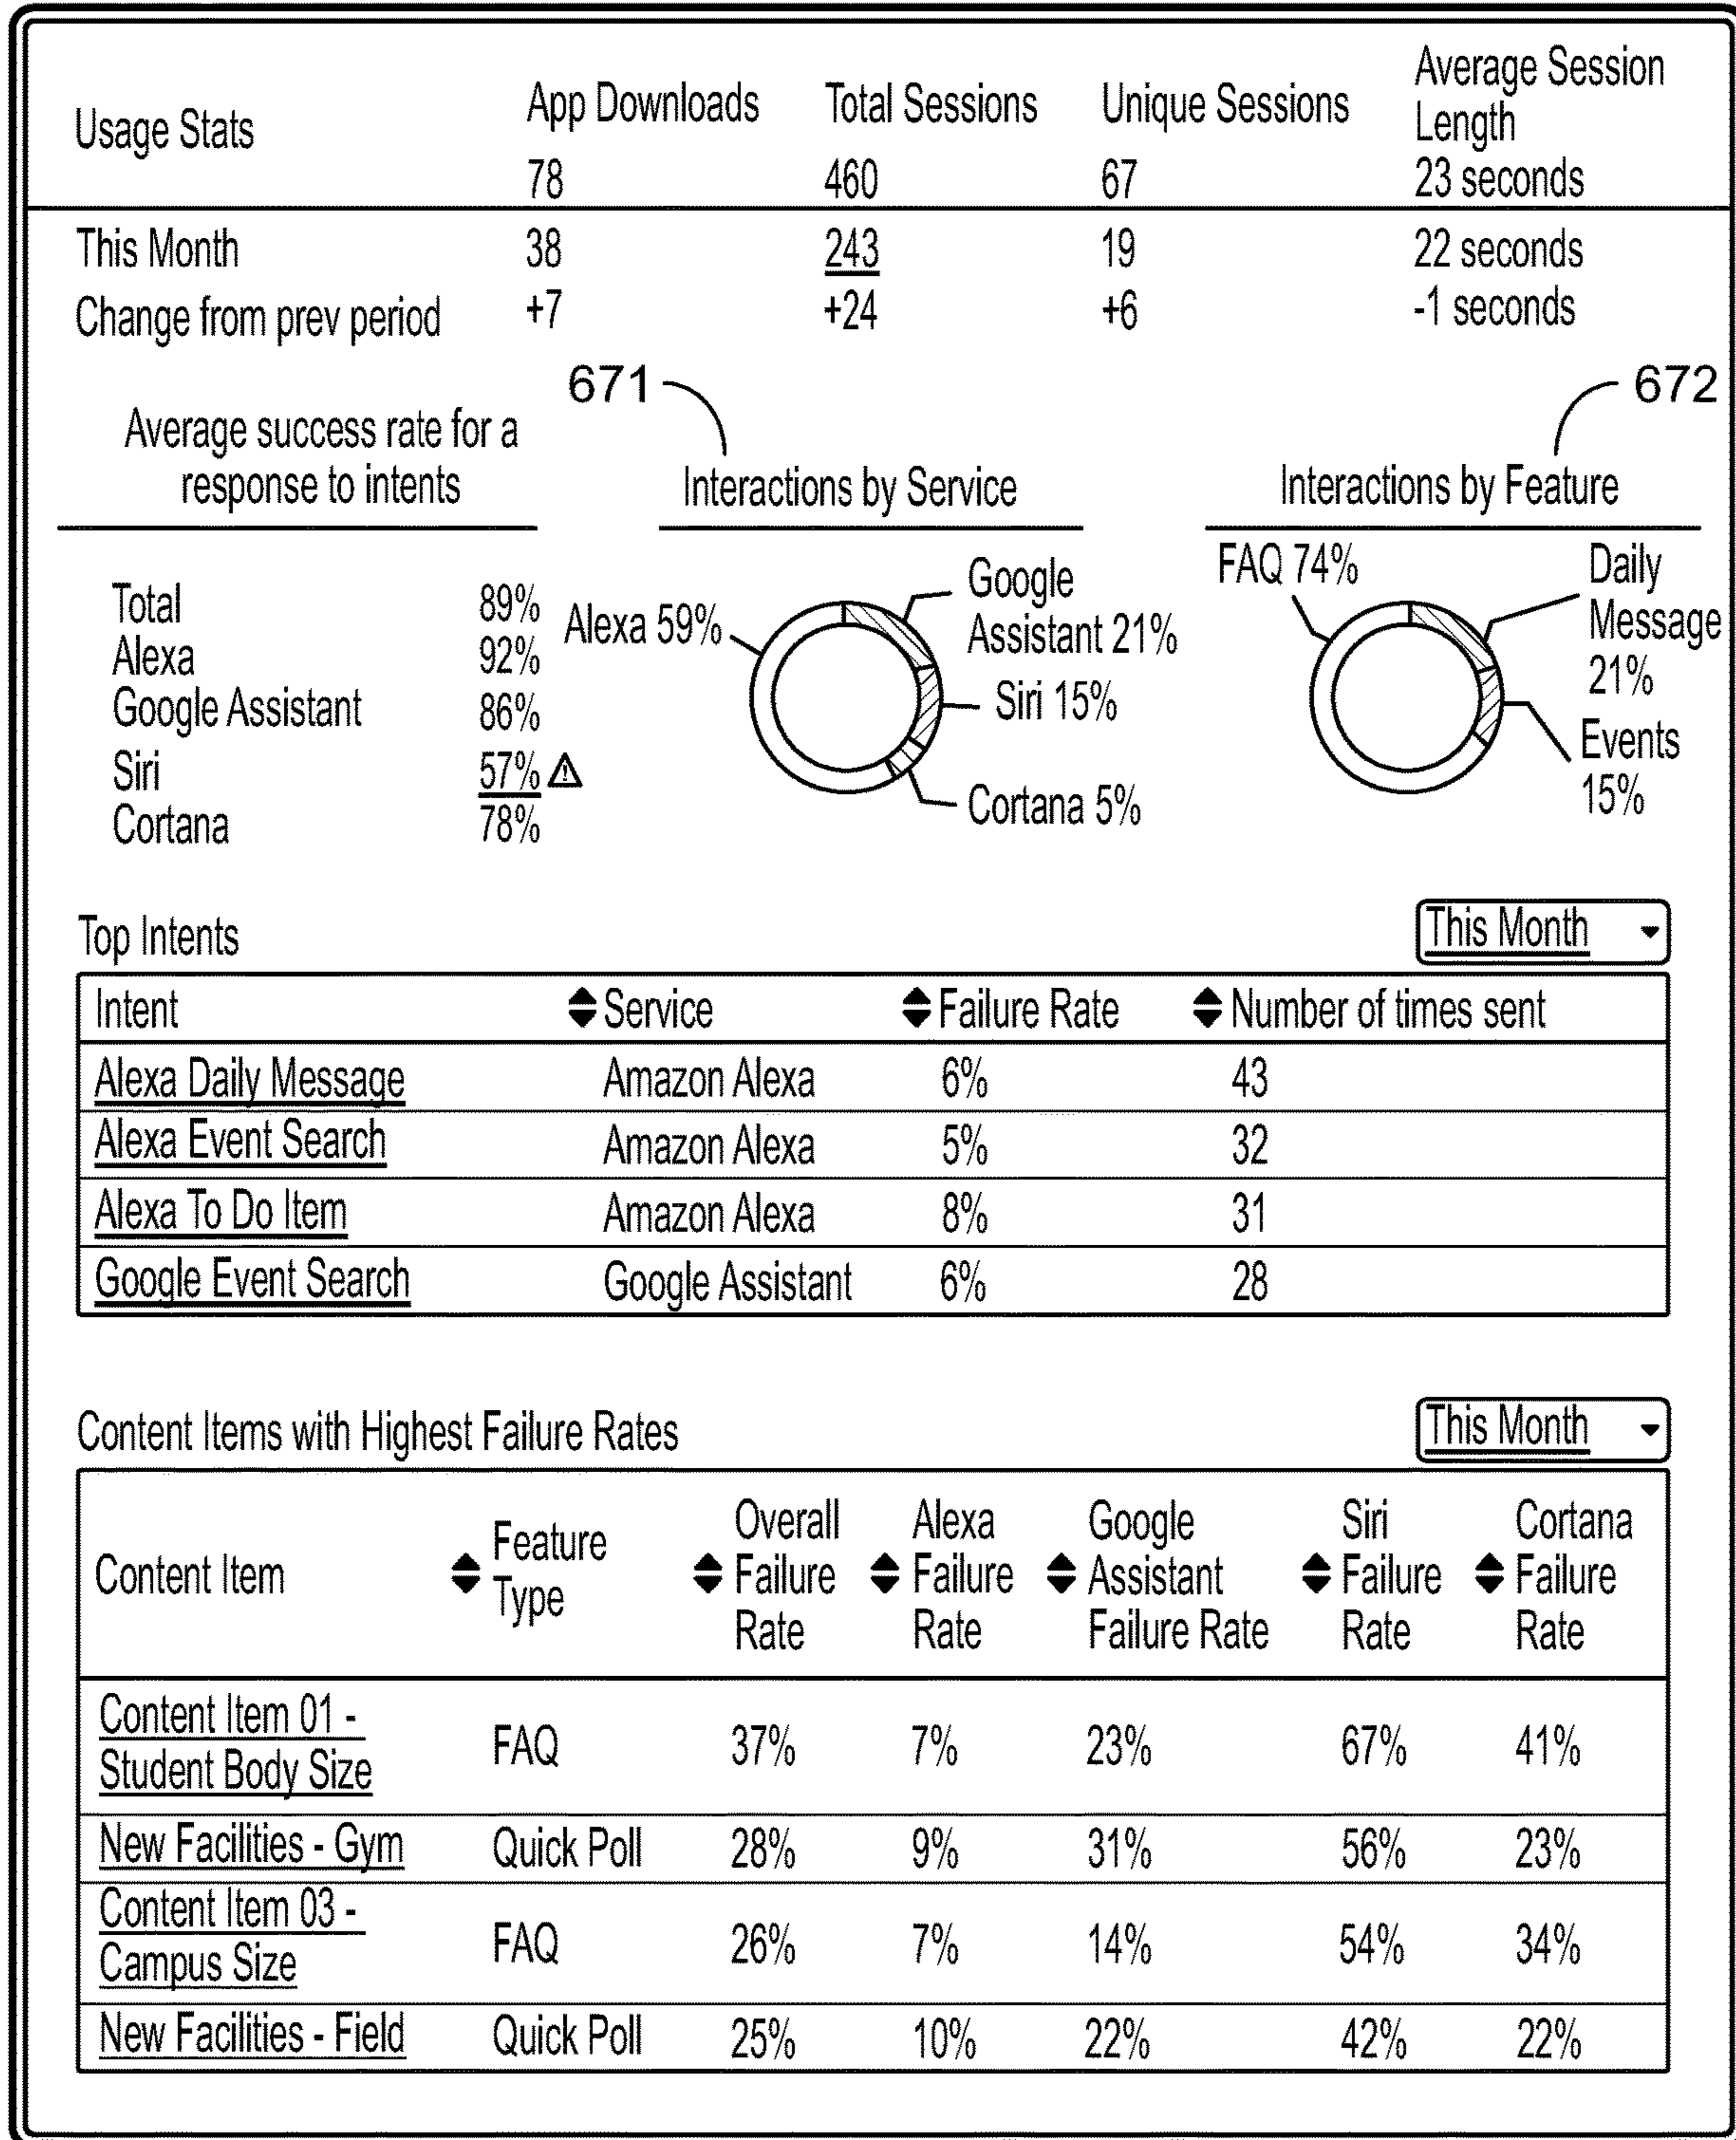 Usage Stats App Downloads Total Sessions Unique Sessions Average Session Length
78 460 67 23 seconds
This Month 38 243 19 22 seconds
Change from prev period +7 +24 +6 -1 seconds
671 672
Average success rate for a
response to intents
Total 89%
Alexa 92%
Google Assistant 86%
Siri 57%
Cortana 78%
Interactions by Service
Alexa 59%
Google
Assistant 21%
Siri 15%
Cortana 5%
Interactions by Feature
FAQ 74%
Daily
Message
21%
Events
15%
Top Intents This Month
Intent Service Failure Rate Number of times sent
Alexa Daily Message Amazon Alexa 6% 43
Alexa Event Search Amazon Alexa 5% 32
Alexa To Do Item Amazon Alexa 8% 31
Google Event Search Google Assistant 6% 28
Content Items with Highest Failure Rates This Month
Content Item Feature Type Overall Failure Rate Alexa Failure Rate Google Assistant Failure Rate Siri Failure Rate Cortana Failure Rate
Content Item 01 -
Student Body Size FAQ 37% 7% 23% 67% 41%
New Facilities - Gym Quick Poll 28% 9% 31% 56% 23%
Content Item 03 -
Campus Size FAQ 26% 7% 14% 54% 34%
New Facilities - Field Quick Poll 25% 10% 22% 42% 22%